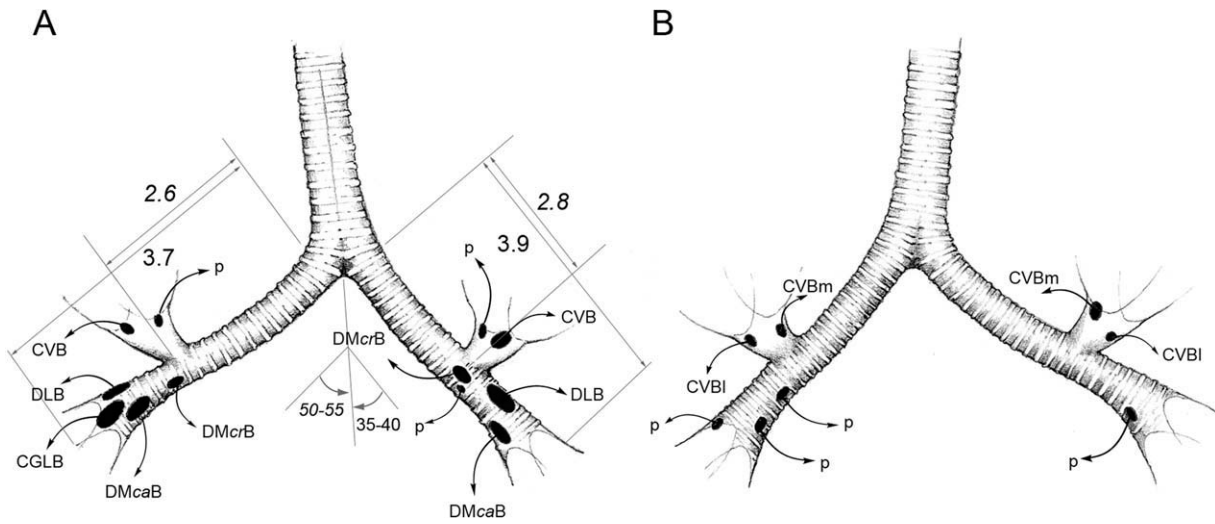 A
2.6
3.7
p
CVB
DLB
CGLB
DMcrB
DMcaB
2.8
3.9
p
CVB
DMcrB
DLB
50-55
35-40
p
DMcaB
B
CVBm
CVBl
p
p
p
CVBm
CVBl
p